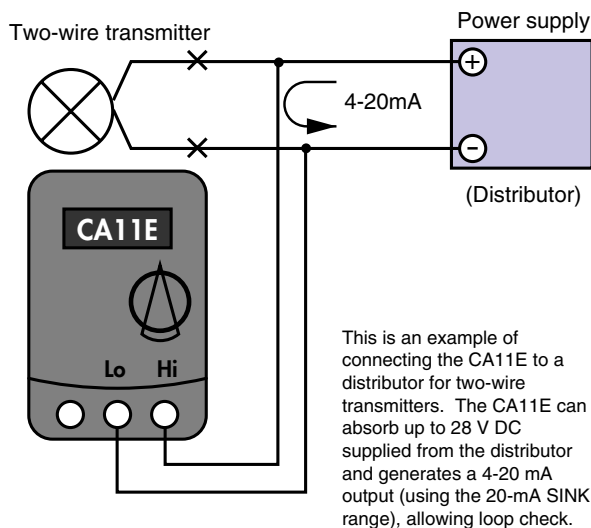 Power supply
Two-wire transmitter
+
4-20mA
-
(Distributor)
CA11E
Lo Hi
This is an example of
connecting the CA11E to a
distributor for two-wire
transmitters. The CA11E can
absorb up to 28 V DC
supplied from the distributor
and generates a 4-20 mA
output (using the 20-mA SINK
range), allowing loop check.